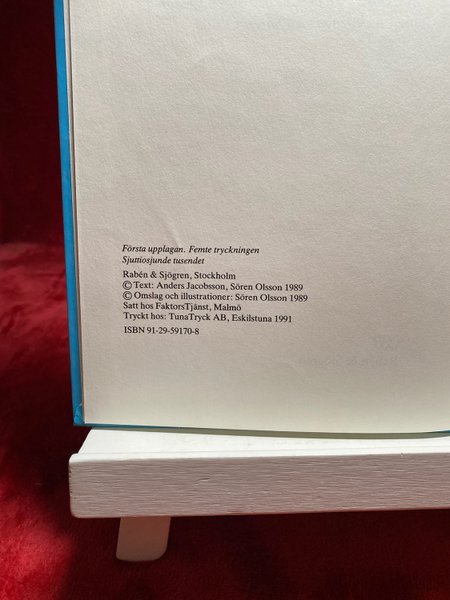 Första upplagan. Femte tryckningen
Sjuttiosjunde tusendet
Rabén & Sjögren, Stockholm
© Text: Anders Jacobsson, Sören Olsson 1989
© Omslag och illustrationer: Sören Olsson 1989
Satt hos FaktorsTjänst, Malmö
Tryckt hos: TunaTryck AB, Eskilstuna 1991
ISBN 91-29-59170-8